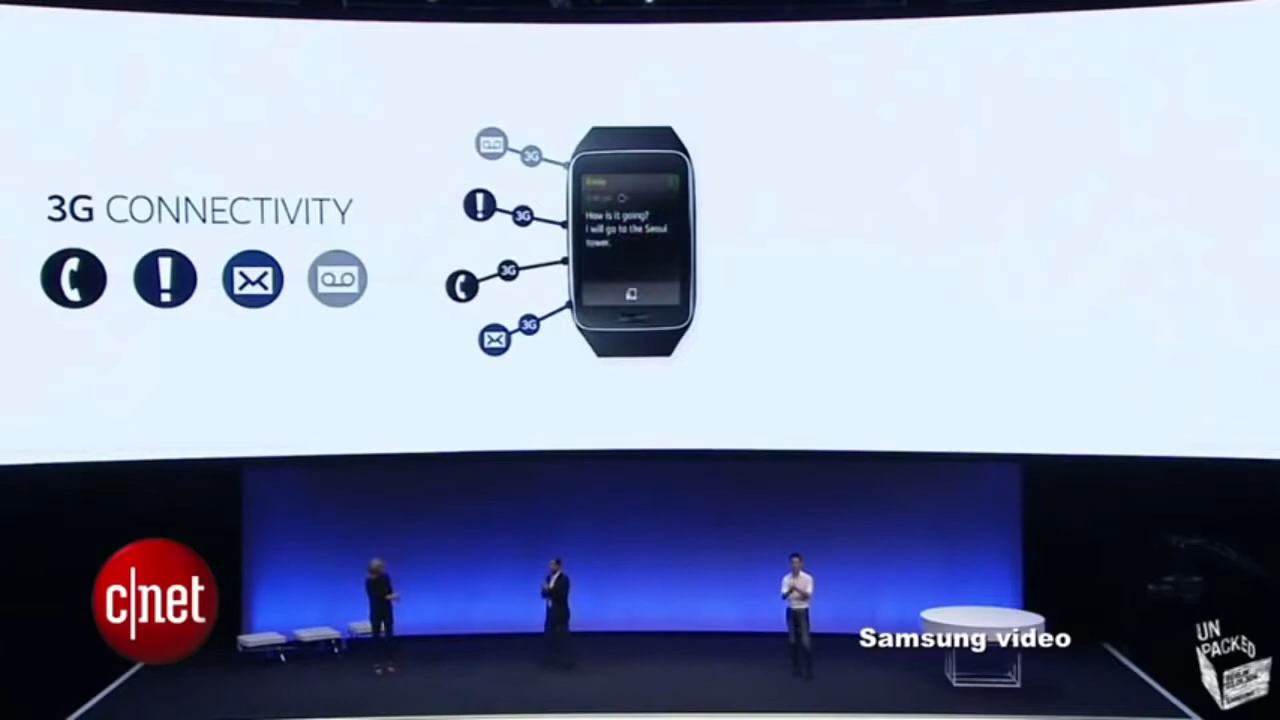 3G CONNECTIVITY
3G
3G
3G
3G
How is it going?
I will go to the Seoul
tower.
c|net
Samsung video
UN
PACKED